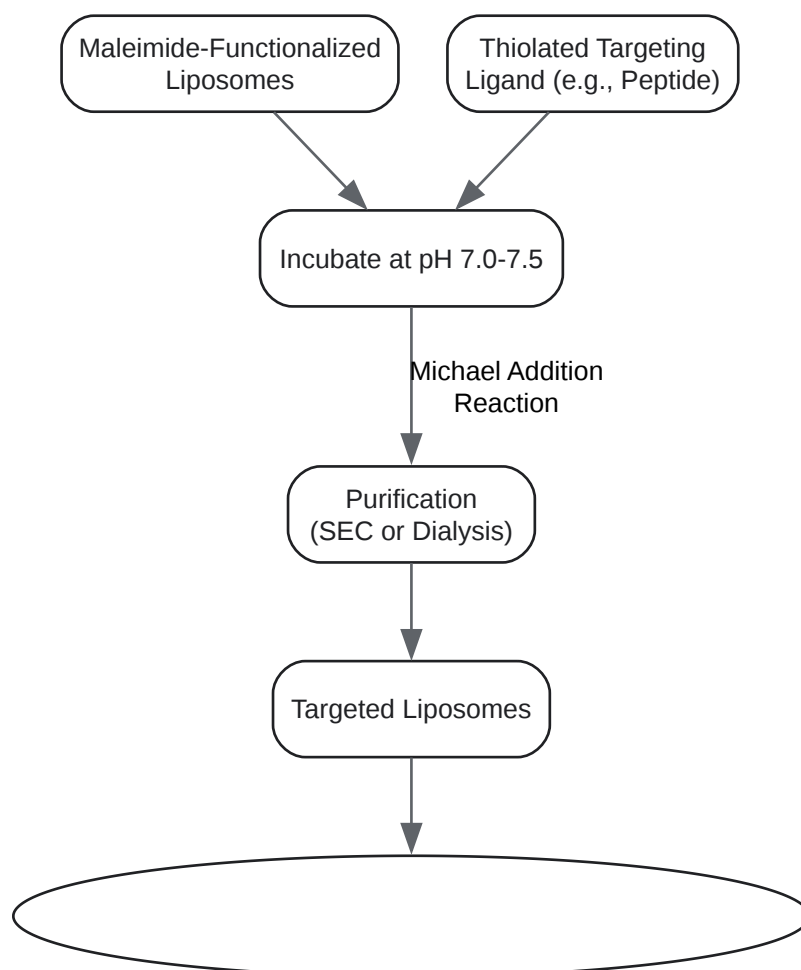 Maleimide-Functionalized
Liposomes
Thiolated Targeting
Ligand (e.g., Peptide)
Incubate at pH 7.0-7.5
Michael Addition
Reaction
Purification
(SEC or Dialysis)
Targeted Liposomes